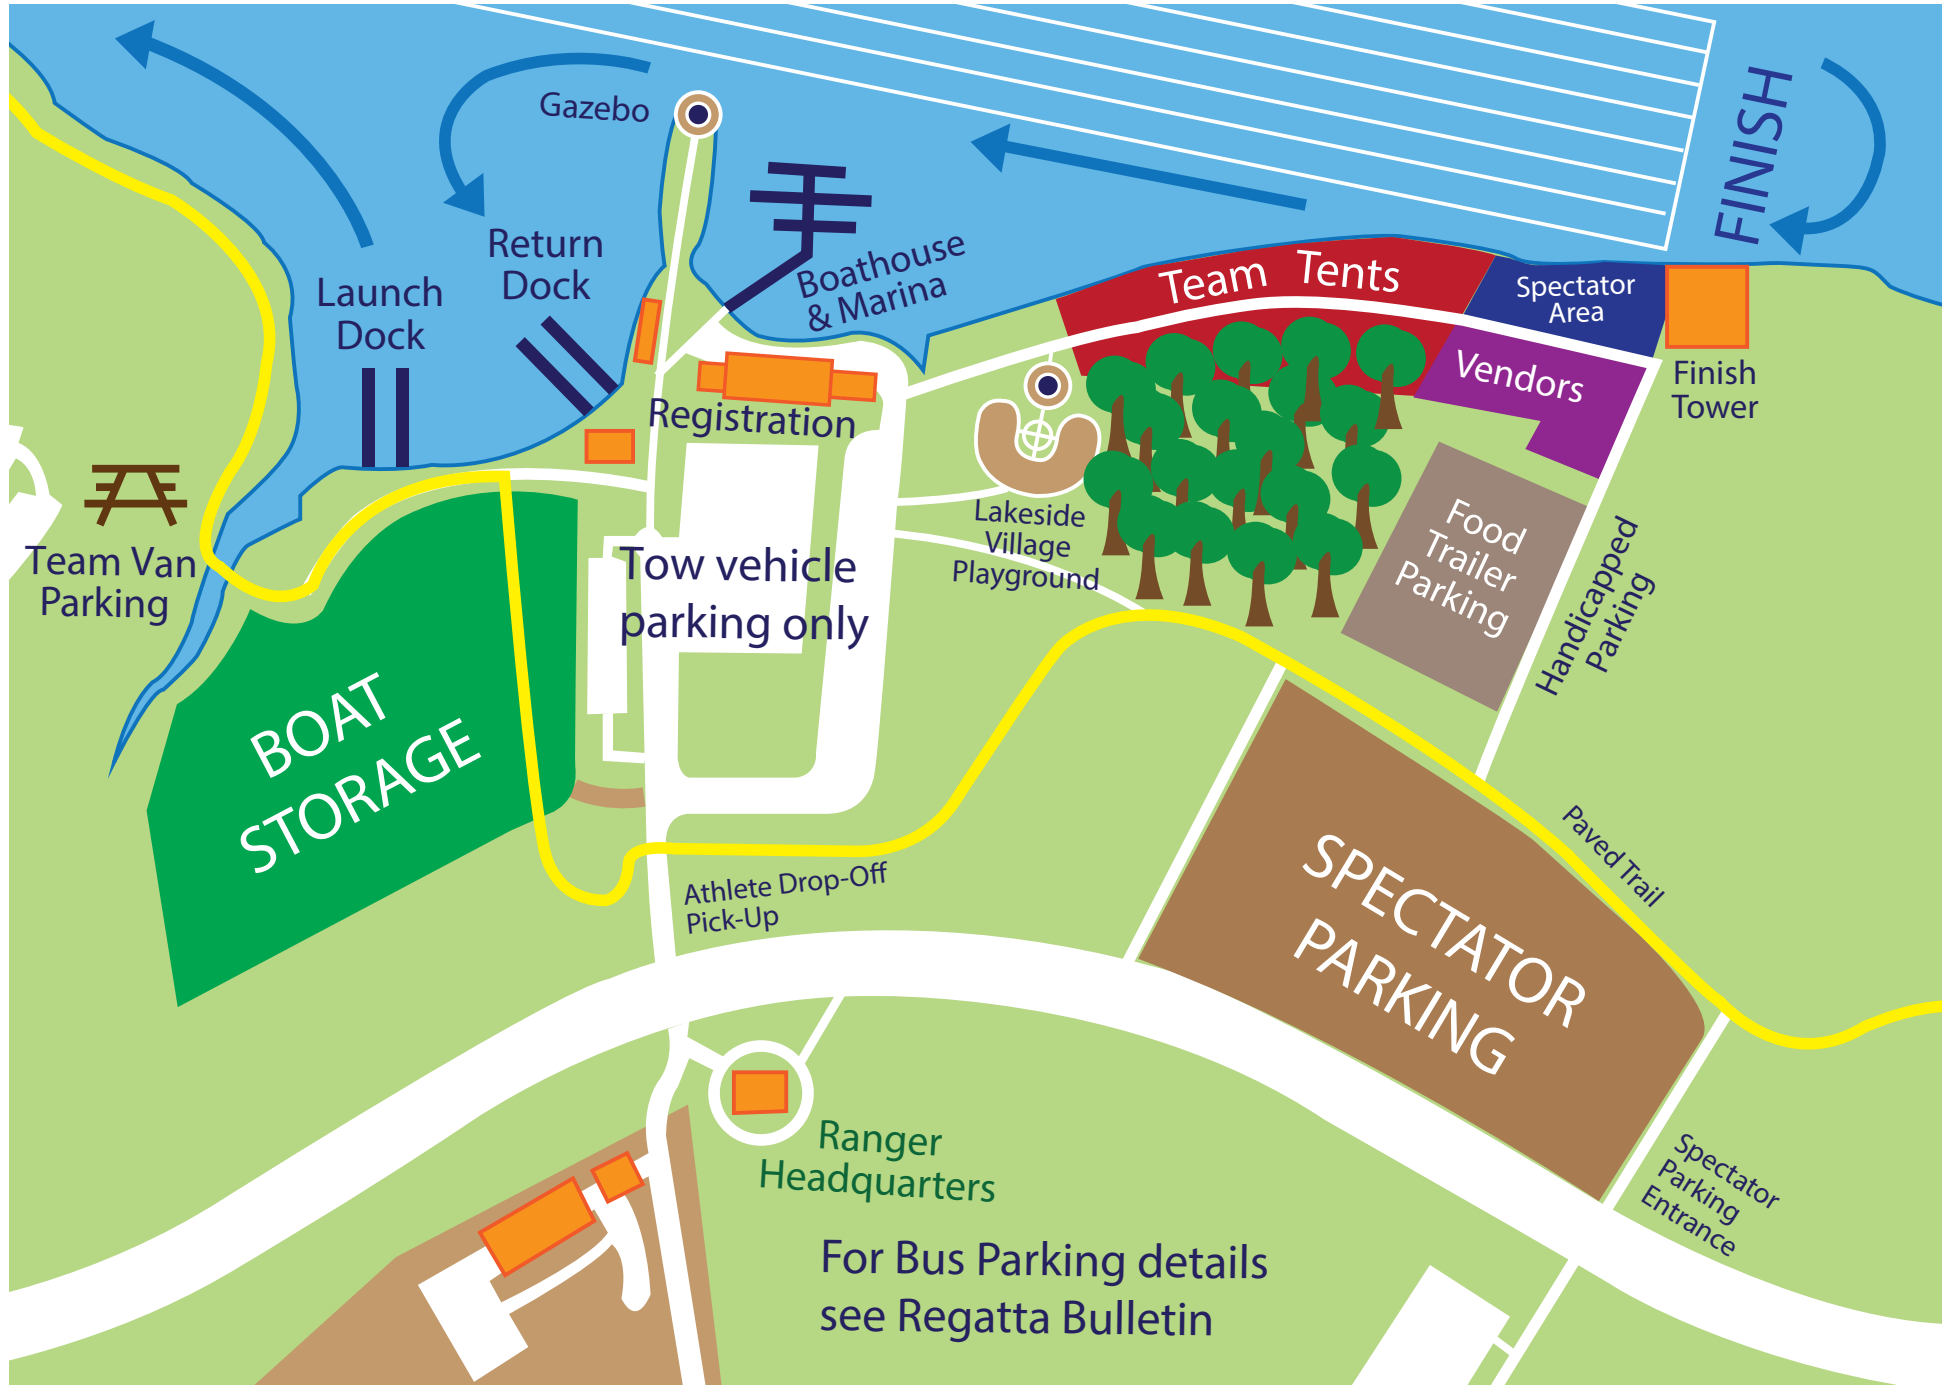 Gazebo
FINISH
Return
Dock
Launch
Dock
Boathouse
& Marina
Team Tents
Spectator
Area
Vendors
Finish
Tower
Registration
Lakeside
Village
Playground
Food
Trailer
Parking
Handicapped
Parking
Team Van
Parking
Tow vehicle
parking only
BOAT
STORAGE
Athlete Drop-Off
Pick-Up
Paved Trail
SPECTATOR
PARKING
Spectator
Parking
Entrance
Ranger
Headquarters
For Bus Parking details
see Regatta Bulletin